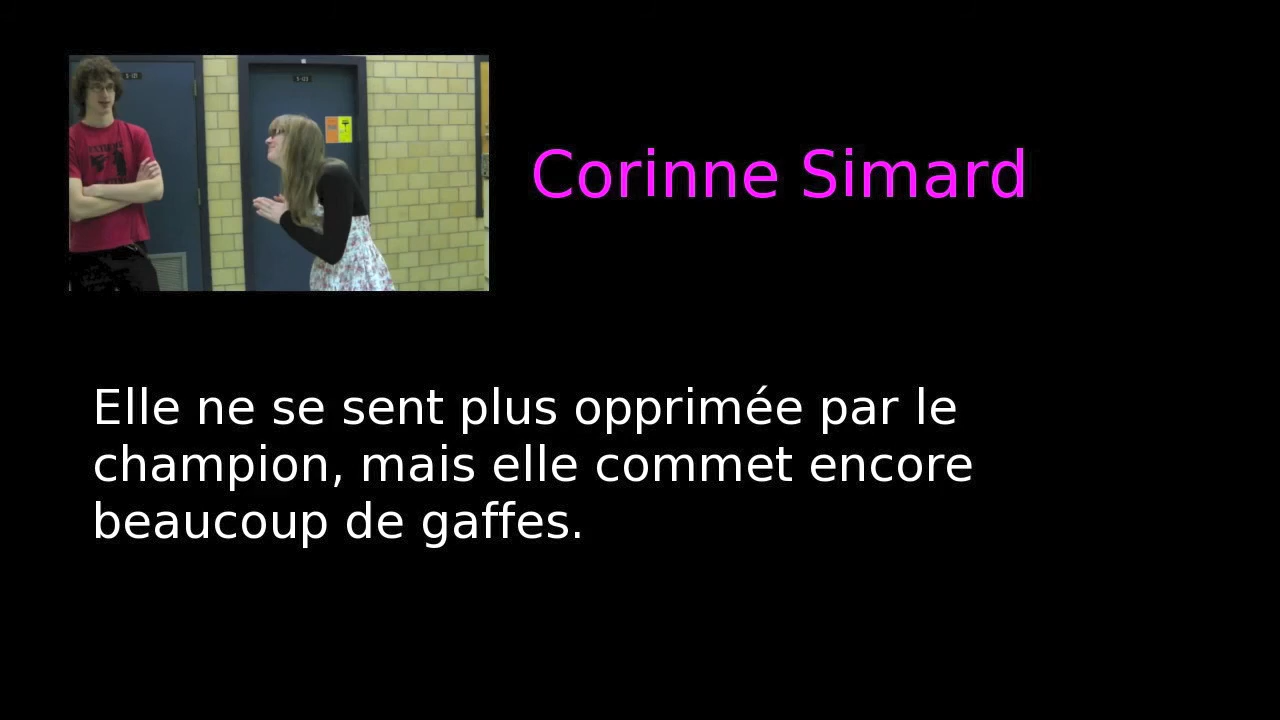 Corinne Simard
Elle ne se sent plus opprimée par le
champion, mais elle commet encore
beaucoup de gaffes.